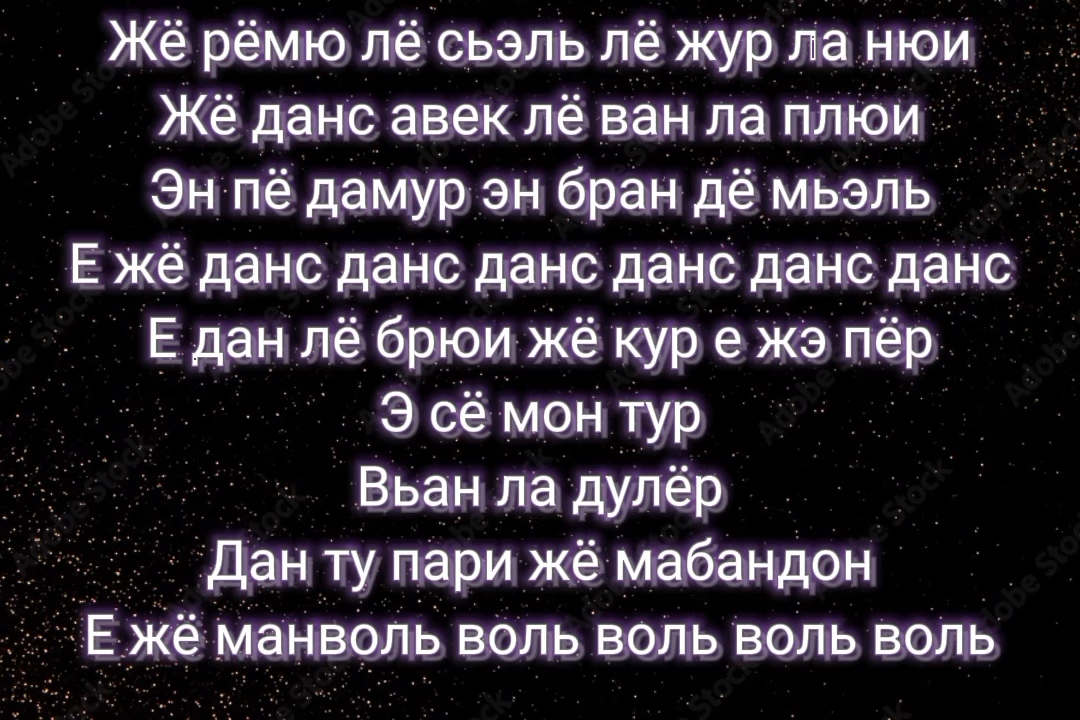 Жё рёмю лё сьэль лё жур ла нюи
Жё данс авек лё ван ла плюи
Эн пё дамур эн бран дё мьэль
Е жё данс данс данс данс данс данс
Е дан лё брюи жё кур е жэ пёр
Э сё мон тур
Вьан ла дулёр
Дан ту пари жё мабандон
Е жё манволь воль воль воль воль